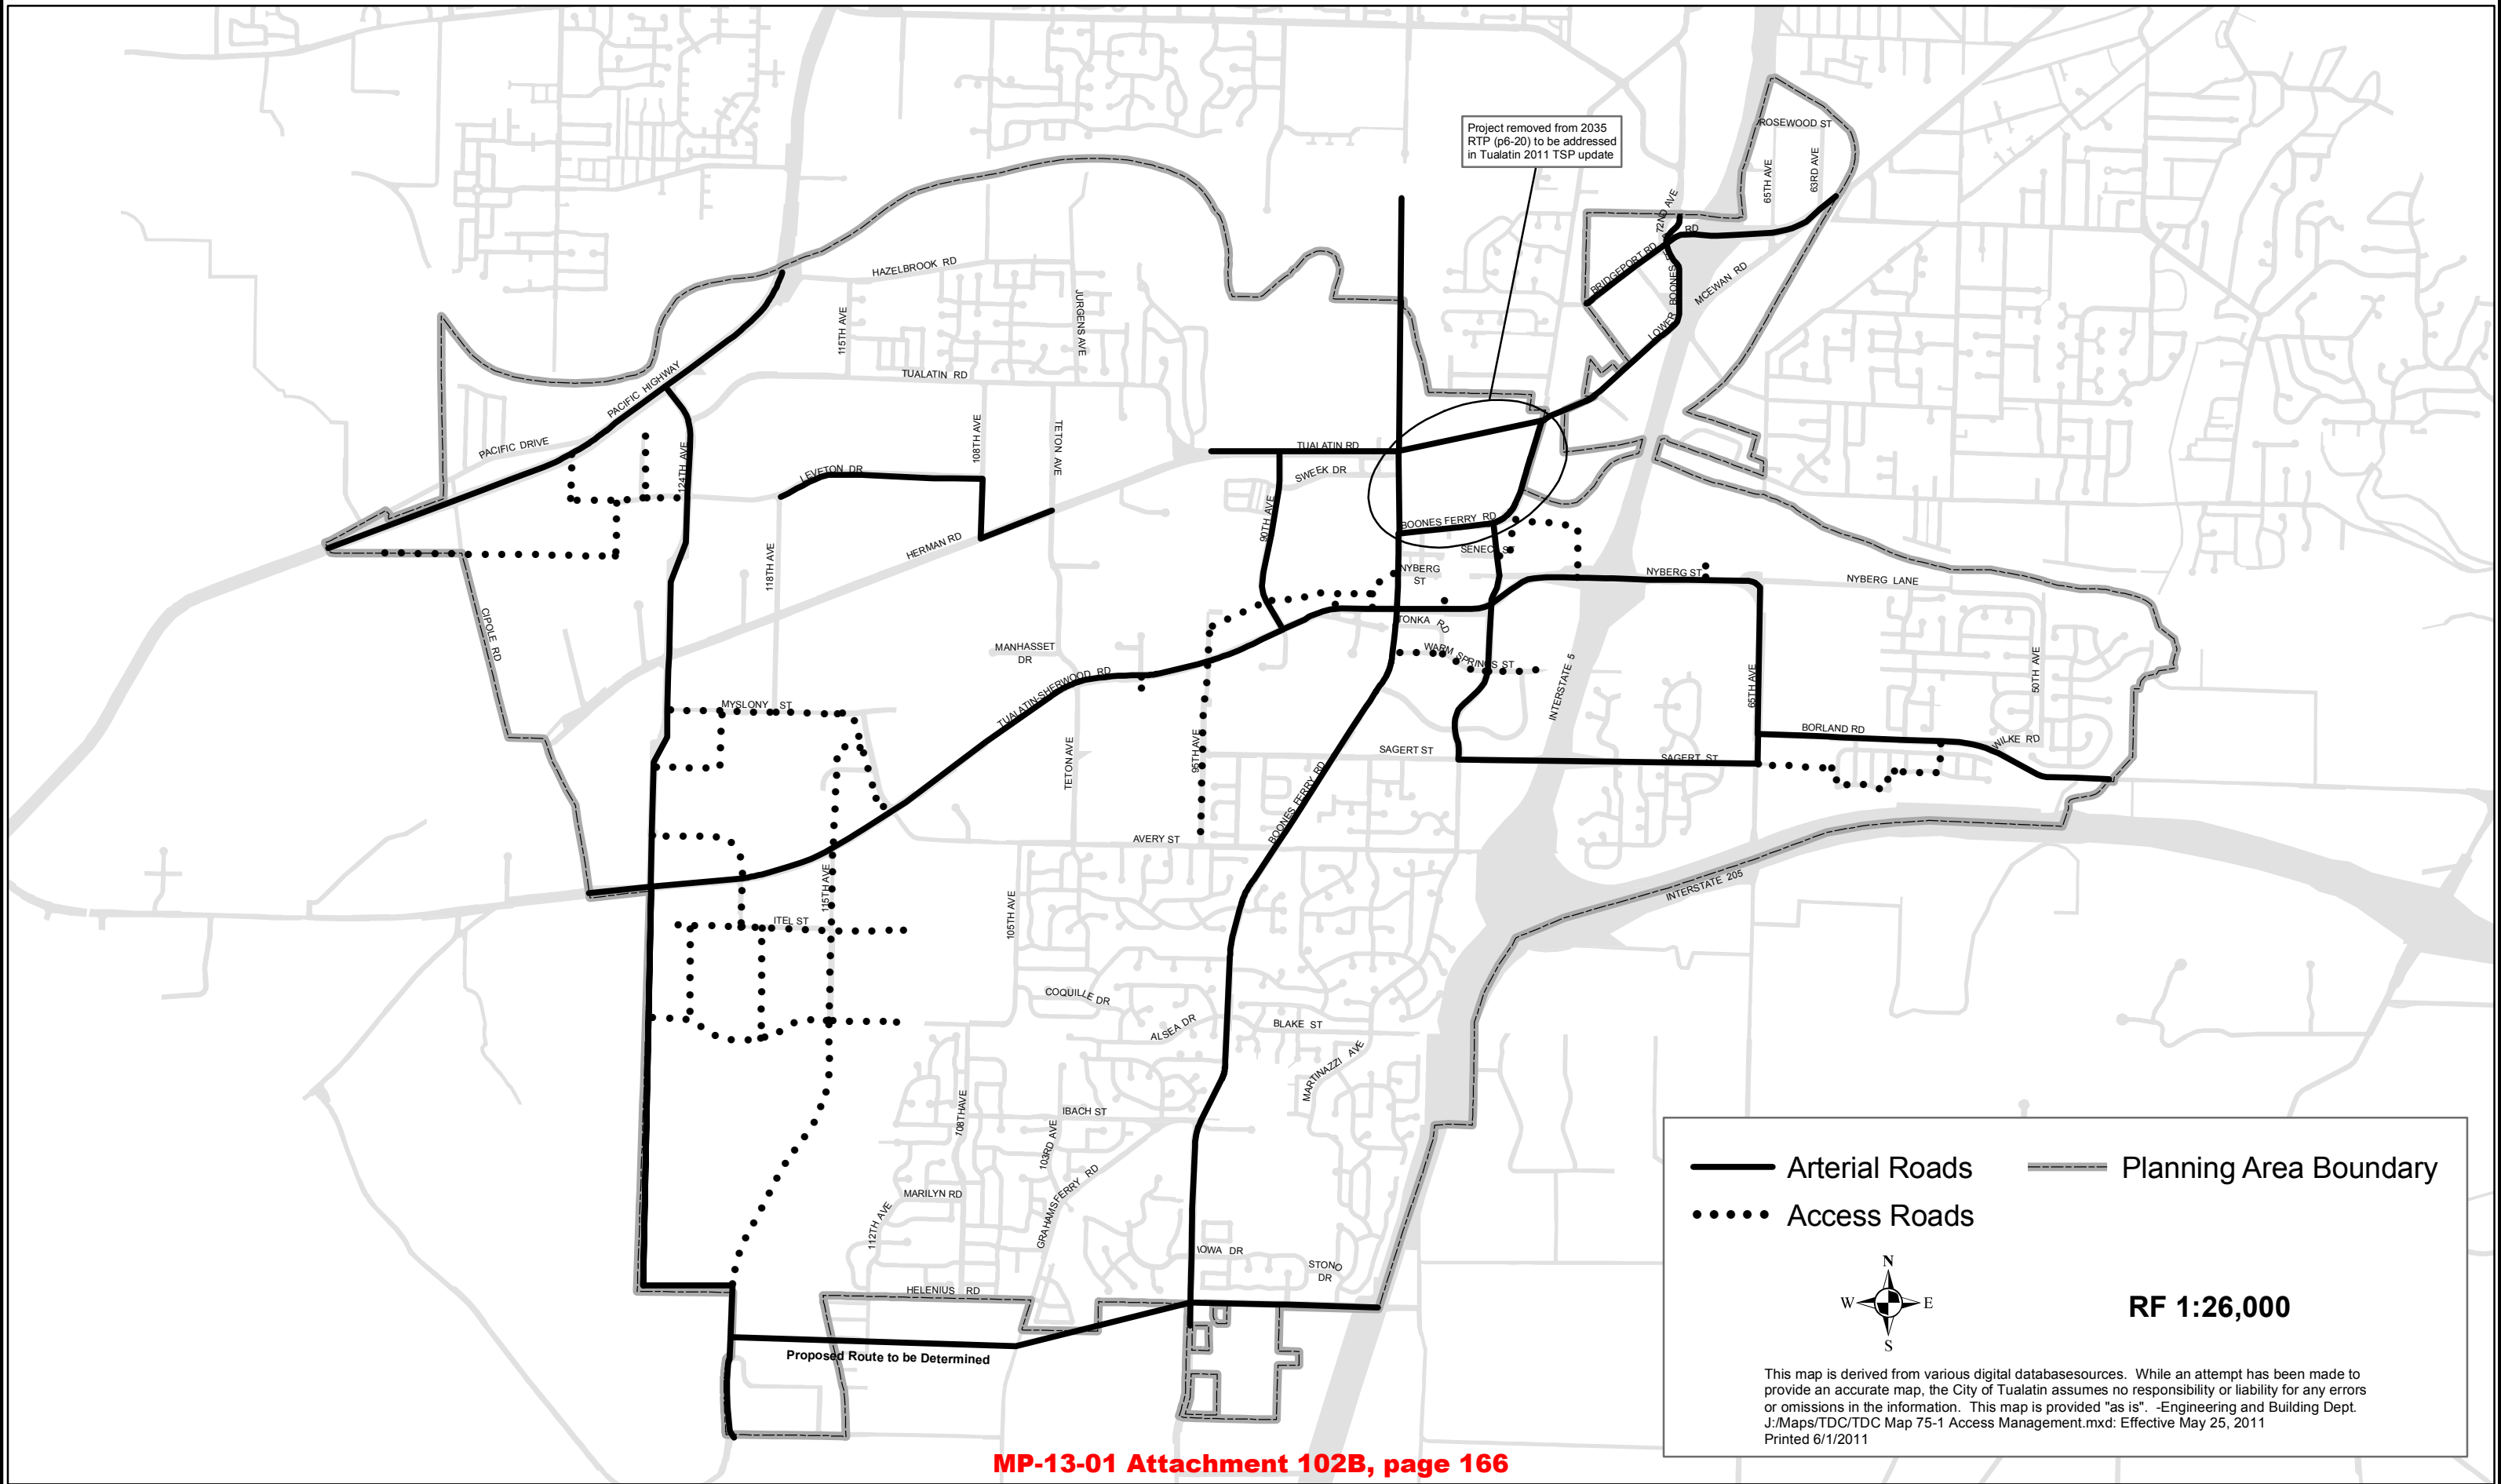 Project removed from 2035
RTP (p6-20) to be addressed
in Tualatin 2011 TSP update
ROSEWOOD ST
65TH AVE
63RD AVE
72ND AVE
RD
BRIDGEPORT RD
LOWER BOONES
MCEWAN RD
HAZELBROOK RD
115TH AVE
JURGENS AVE
TUALATIN RD
PACIFIC HIGHWAY
PACIFIC DRIVE
124TH AVE
LEVETON DR
108TH AVE
TETON AVE
TUALATIN RD
SWEEK DR
90TH AVE
BOONES FERRY RD
SENECA ST
HERMAN RD
118TH AVE
CIPOLE RD
NYBERG
ST
NYBERG ST
NYBERG LANE
TONKA RD
WARM SPRINGS ST
MANHASSET
DR
TUALATIN-SHERWOOD RD
INTERSTATE 5
65TH AVE
50TH AVE
MYSLONY ST
TETON AVE
95TH AVE
SAGERT ST
SAGERT ST
BORLAND RD
WILKE RD
BOONES FERRY RD
AVERY ST
115TH AVE
105TH AVE
INTERSTATE 205
ITEL ST
COQUILLE DR
ALSEA DR
BLAKE ST
MARTINAZZI AVE
108THAVE
IBACH ST
103RD AVE
GRAHAMSFERRY RD
MARILYN RD
112TH AVE
IOWA DR
STONO
DR
HELENIUS RD
Proposed Route to be Determined
Arterial Roads
Planning Area Boundary
Access Roads
N
W
E
S
RF 1:26,000
This map is derived from various digital databasesources. While an attempt has been made to
provide an accurate map, the City of Tualatin assumes no responsibility or liability for any errors
or omissions in the information. This map is provided "as is". -Engineering and Building Dept.
J:/Maps/TDC/TDC Map 75-1 Access Management.mxd: Effective May 25, 2011
Printed 6/1/2011
MP-13-01 Attachment 102B, page 166